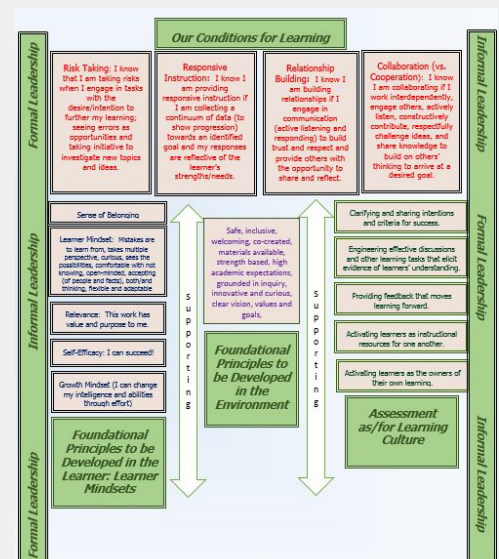 Our Conditions for Learning
Formal Leadership
Informal Leadership
Formal Leadership
Risk Taking: I know
that I am taking risks
when I engage in tasks
with the
desire/intention to
further my learning;
seeing errors as
opportunities and
taking initiative to
investigate new topics
and ideas.
Responsive
Instruction: I know I
am providing
responsive instruction if
I am collecting a
continuum of data (to
show progression)
towards an identified
goal and my responses
are reflective of the
learner's
strengths/needs.
Relationship
Building: I know I
am building
relationships if I
engage in
communication
(active listening and
responding) to build
trust and respect and
provide others with
the opportunity to
share and reflect.
Collaboration (vs.
Cooperation): I know
I am collaborating if I
work interdependently,
engage others, actively
listen, constructively
contribute, respectfully
challenge ideas, and
share knowledge to
build on others'
thinking to arrive at a
desired goal.
Sense of Belonging
Learner Mindset: Mistakes are
to learn from, takes multiple
perspective, curious, sees the
possibilities, comfortable with not
knowing, open-minded, accepting
(of people and facts), both/and
thinking, flexible and adaptable
Relevance: This work has
value and purpose to me.
Self-Efficacy: I can succeed!
Growth Mindset (I can change
my intelligence and abilities
through effort)
Foundational
Principles to be
Developed in the
Learner: Learner
Mindsets
Supporting
Safe, inclusive,
welcoming, co-created,
materials available,
strength based, high
academic expectations,
grounded in inquiry,
innovative and curious,
clear vision, values and
goals,
Foundational
Principles to
be Developed
in the
Environment
Supporting
Clarifying and sharing intentions
and criteria for success.
Engineering effective discussions
and other learning tasks that elicit
evidence of learners' understanding.
Providing feedback that moves
learning forward.
Activating learners as instructional
resources for one another.
Activating learners as the owners of
their own learning.
Assessment
as/for Learning
Culture
Informal Leadership
Formal Leadership
Informal Leadership